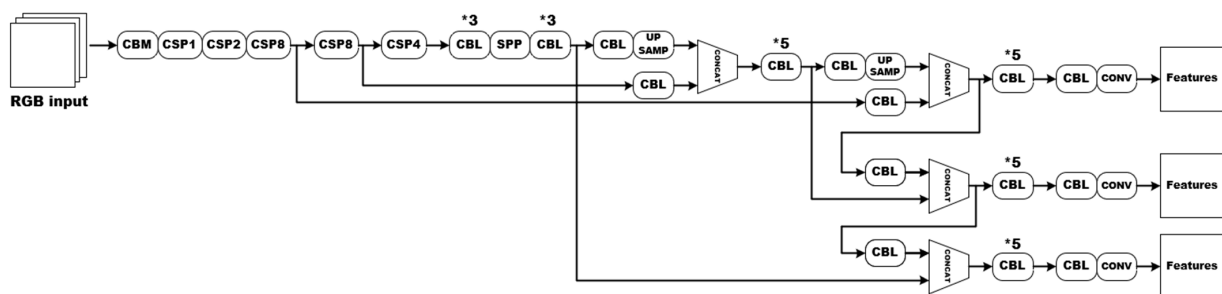 *3 *3
CBM CSP1 CSP2 CSP8 CSP8 CSP4 CBL SPP CBL CBL UP SAMP
CONCAT
*5
CBL CBL UP SAMP
CONCAT
*5
CBL CBL CONV Features
RGB input
CBL
CBL
CBL
CONCAT
*5
CBL CBL CONV Features
CBL
CONCAT
*5
CBL CBL CONV Features